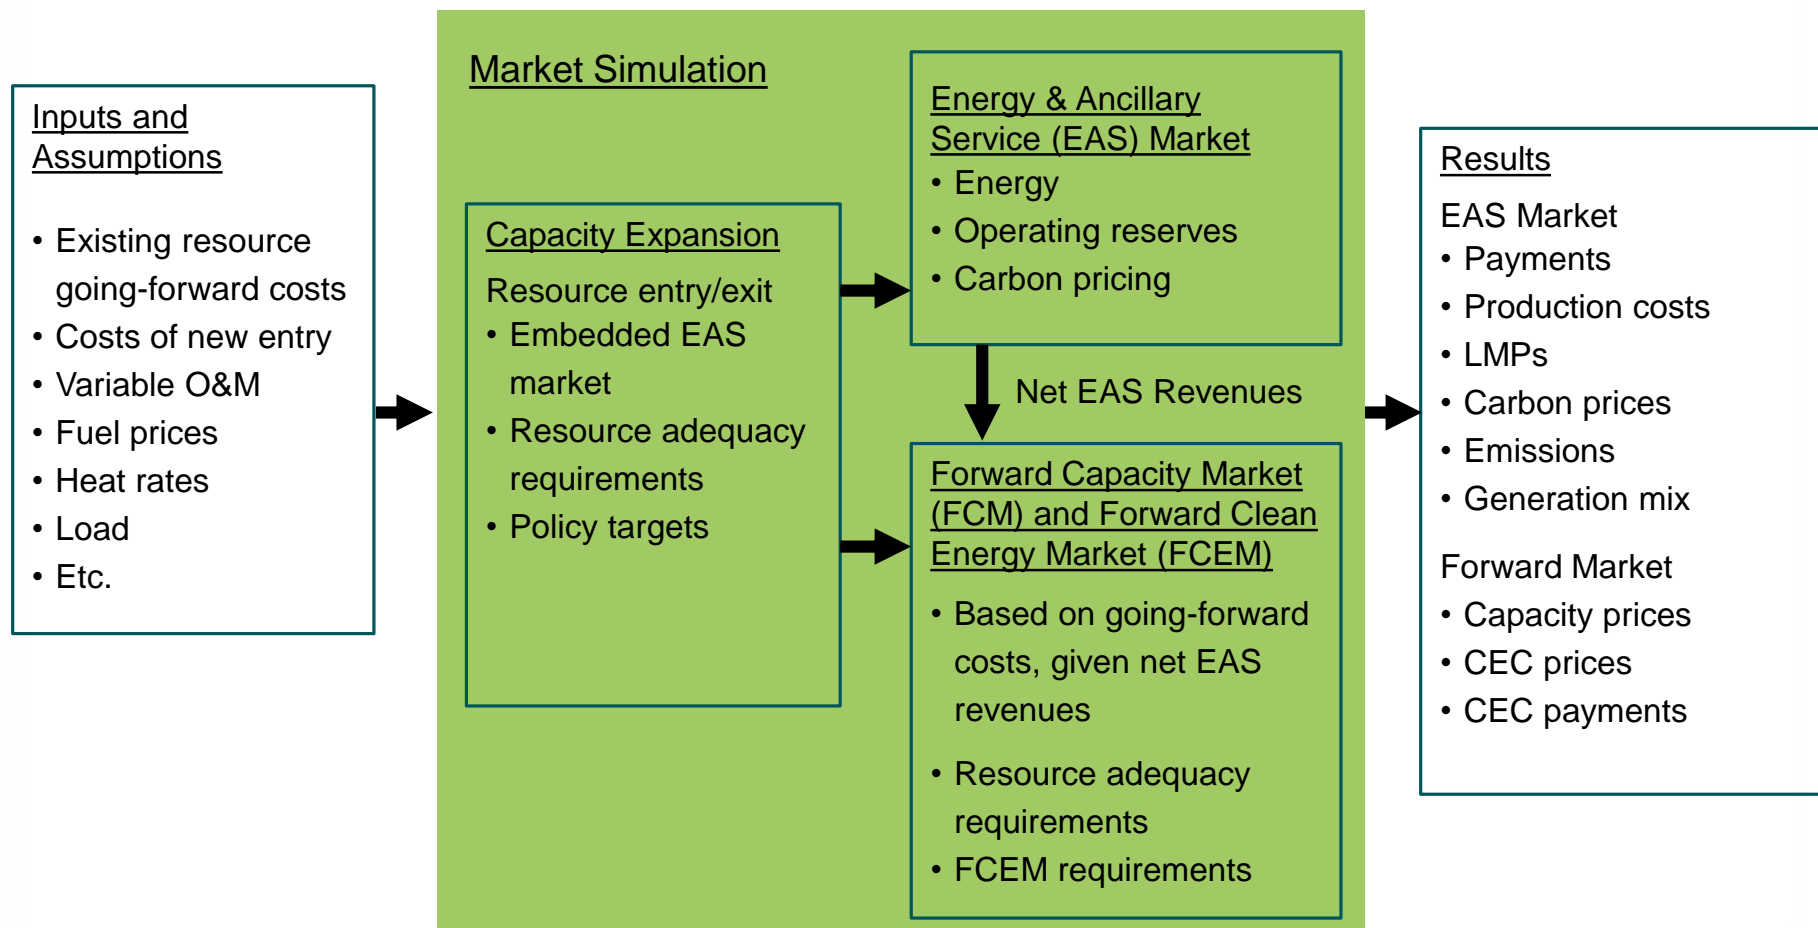 Inputs and
Assumptions
• Existing resource
going-forward costs
• Costs of new entry
• Variable O&M
• Fuel prices
• Heat rates
• Load
• Etc.
Market Simulation
Capacity Expansion
Resource entry/exit
• Embedded EAS
market
• Resource adequacy
requirements
• Policy targets
Energy & Ancillary
Service (EAS) Market
• Energy
• Operating reserves
• Carbon pricing
Net EAS Revenues
Forward Capacity Market
(FCM) and Forward Clean
Energy Market (FCEM)
• Based on going-forward
costs, given net EAS
revenues
• Resource adequacy
requirements
• FCEM requirements
Results
EAS Market
• Payments
• Production costs
• LMPs
• Carbon prices
• Emissions
• Generation mix
Forward Market
• Capacity prices
• CEC prices
• CEC payments